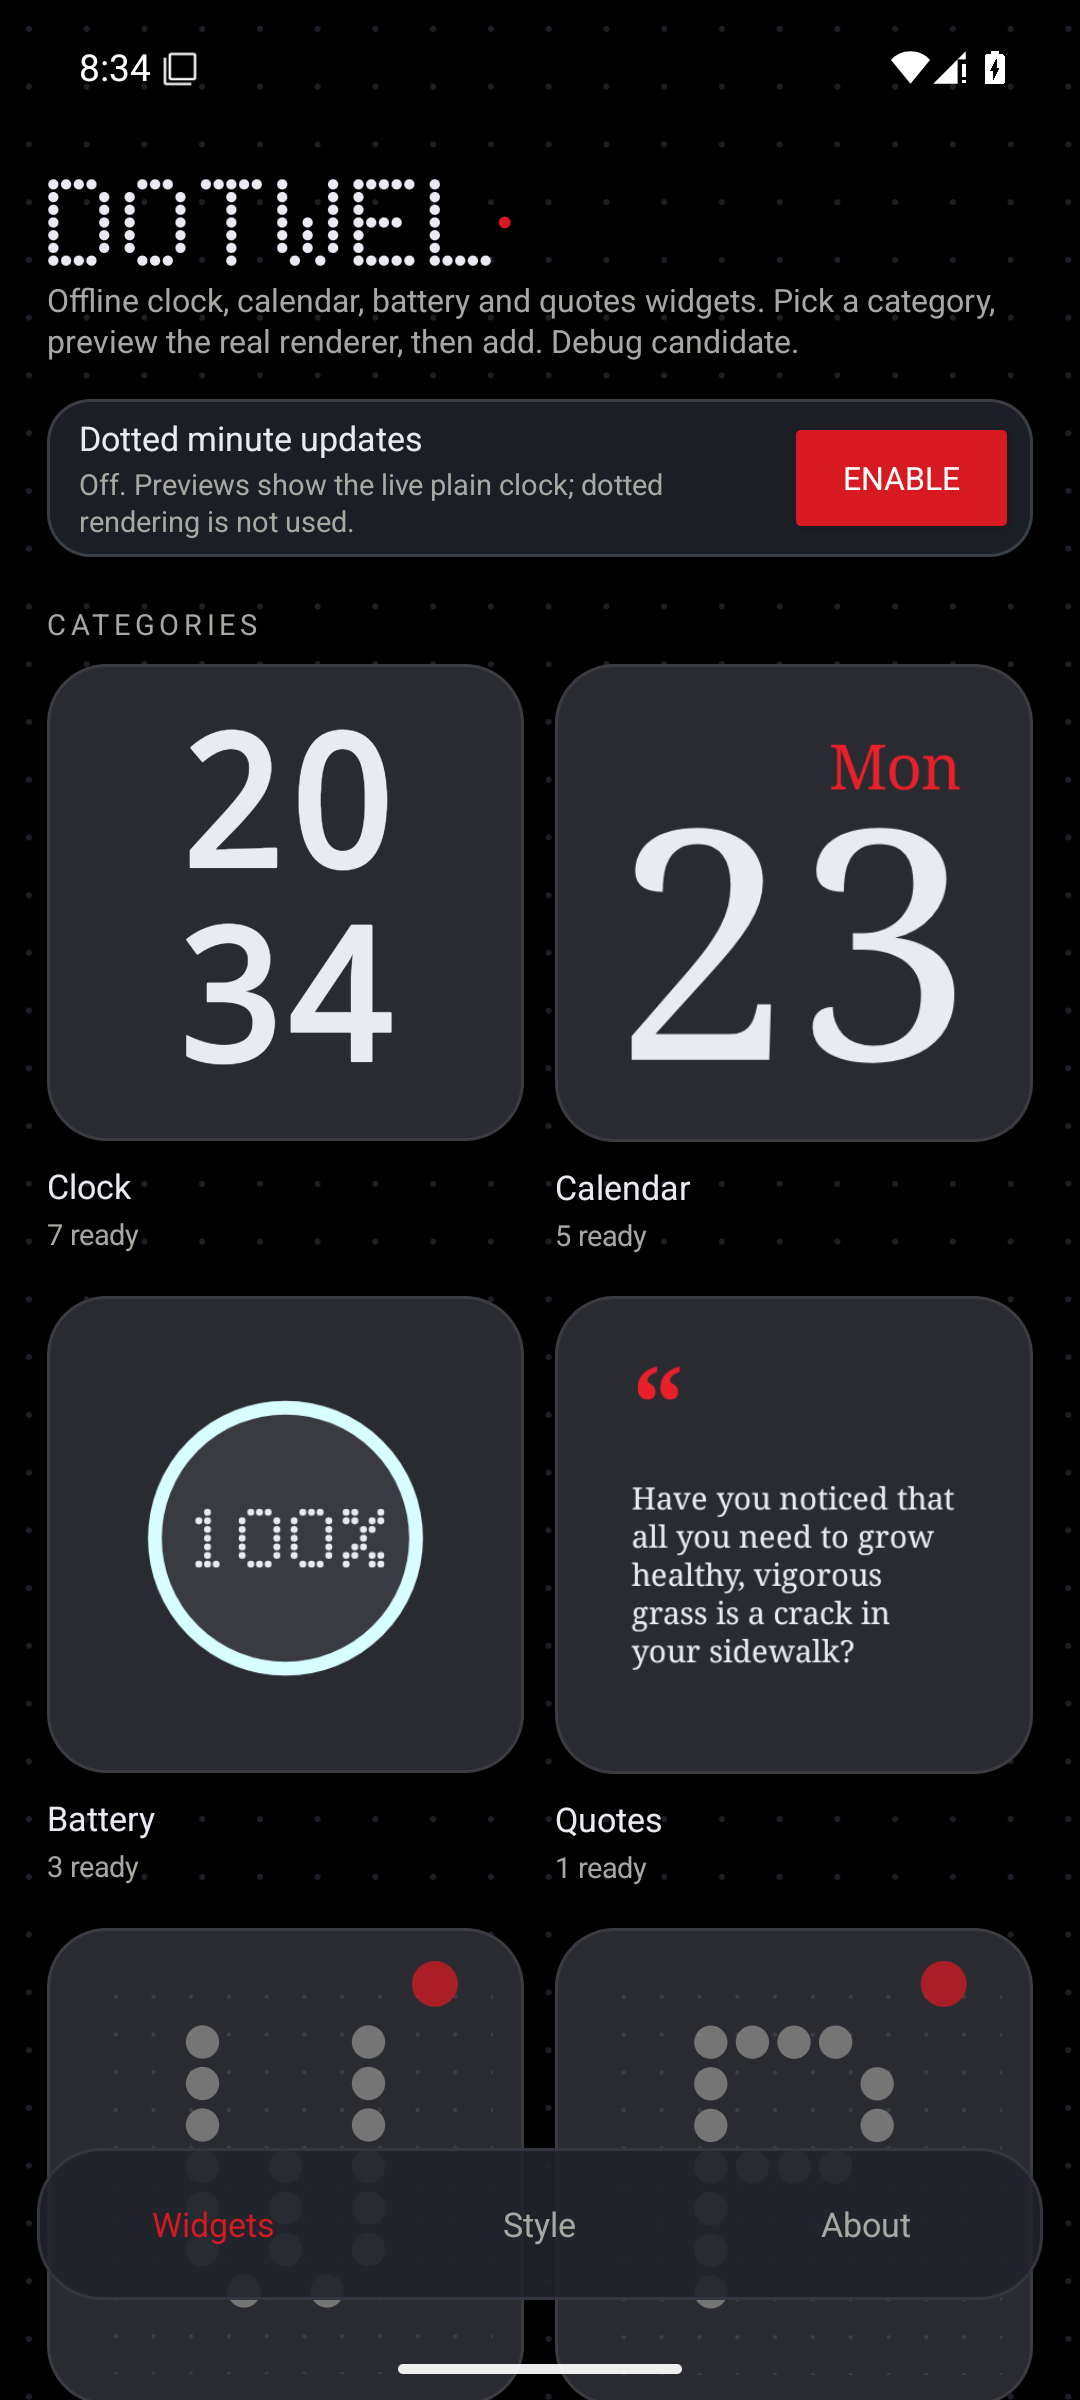 8:34
DOTWEL
Offline clock, calendar, battery and quotes widgets. Pick a category,
preview the real renderer, then add. Debug candidate.
Dotted minute updates
Off. Previews show the live plain clock; dotted
rendering is not used.
ENABLE
CATEGORIES
20
34
Clock
7 ready
Mon
23
Calendar
5 ready
100%
Battery
3 ready
“
Have you noticed that
all you need to grow
healthy, vigorous
grass is a crack in
your sidewalk?
Quotes
1 ready
W
P
Widgets
Style
About